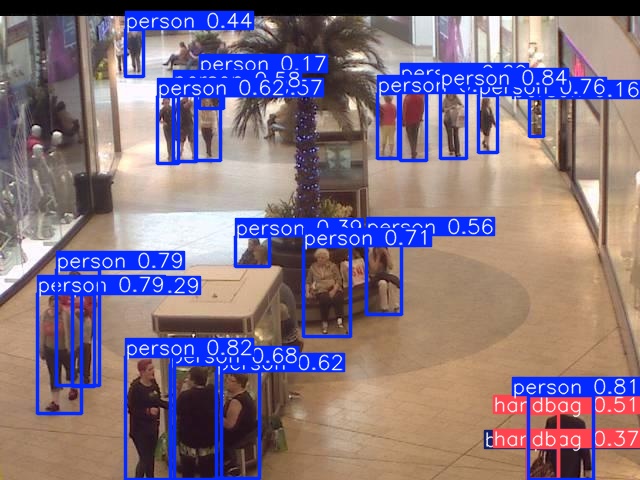 person 0.44
person 0.17
0.58
person 0.62
.57
person 0.84
0.76
.16
person 0.39
person 0.56
person 0.71
person 0.79
person 0.79
.29
person 0.82
person 0.68
person 0.62
person 0.81
handbag 0.51
handbag 0.37